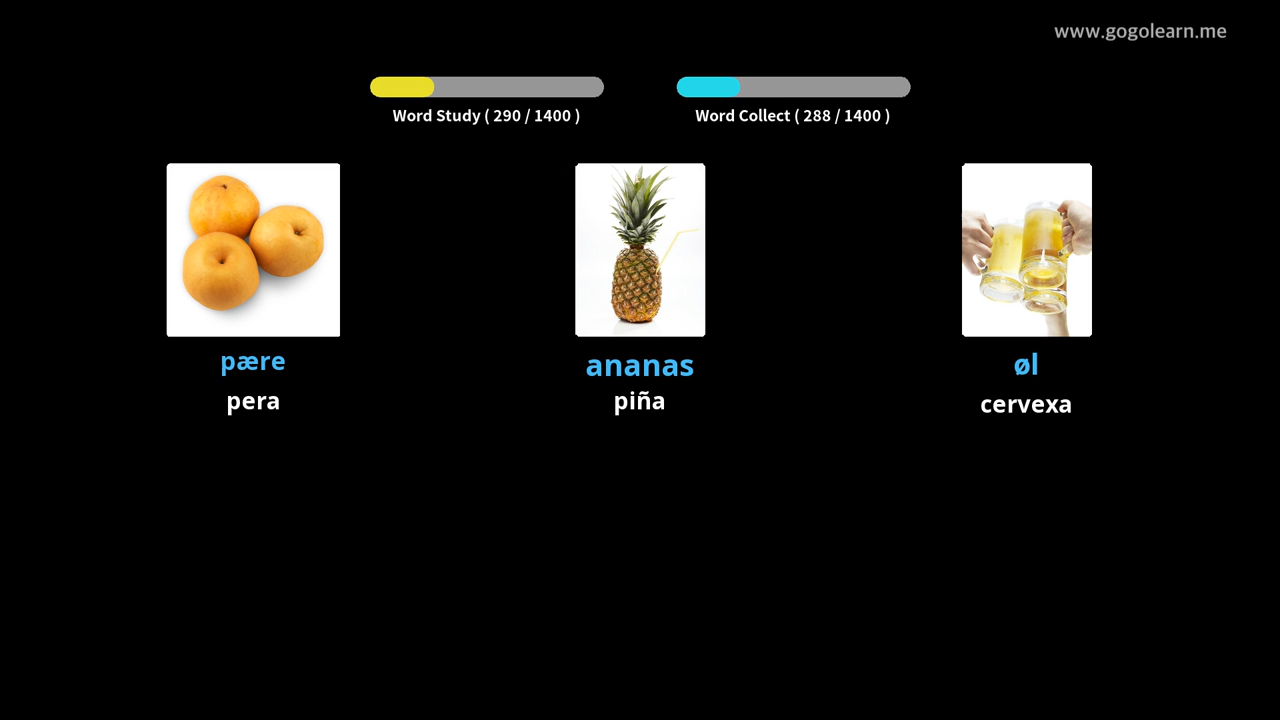 www.gogolearn.me
Word Study ( 290 / 1400 )
Word Collect ( 288 / 1400 )
pære
ananas
øl
pera
piña
cervexa